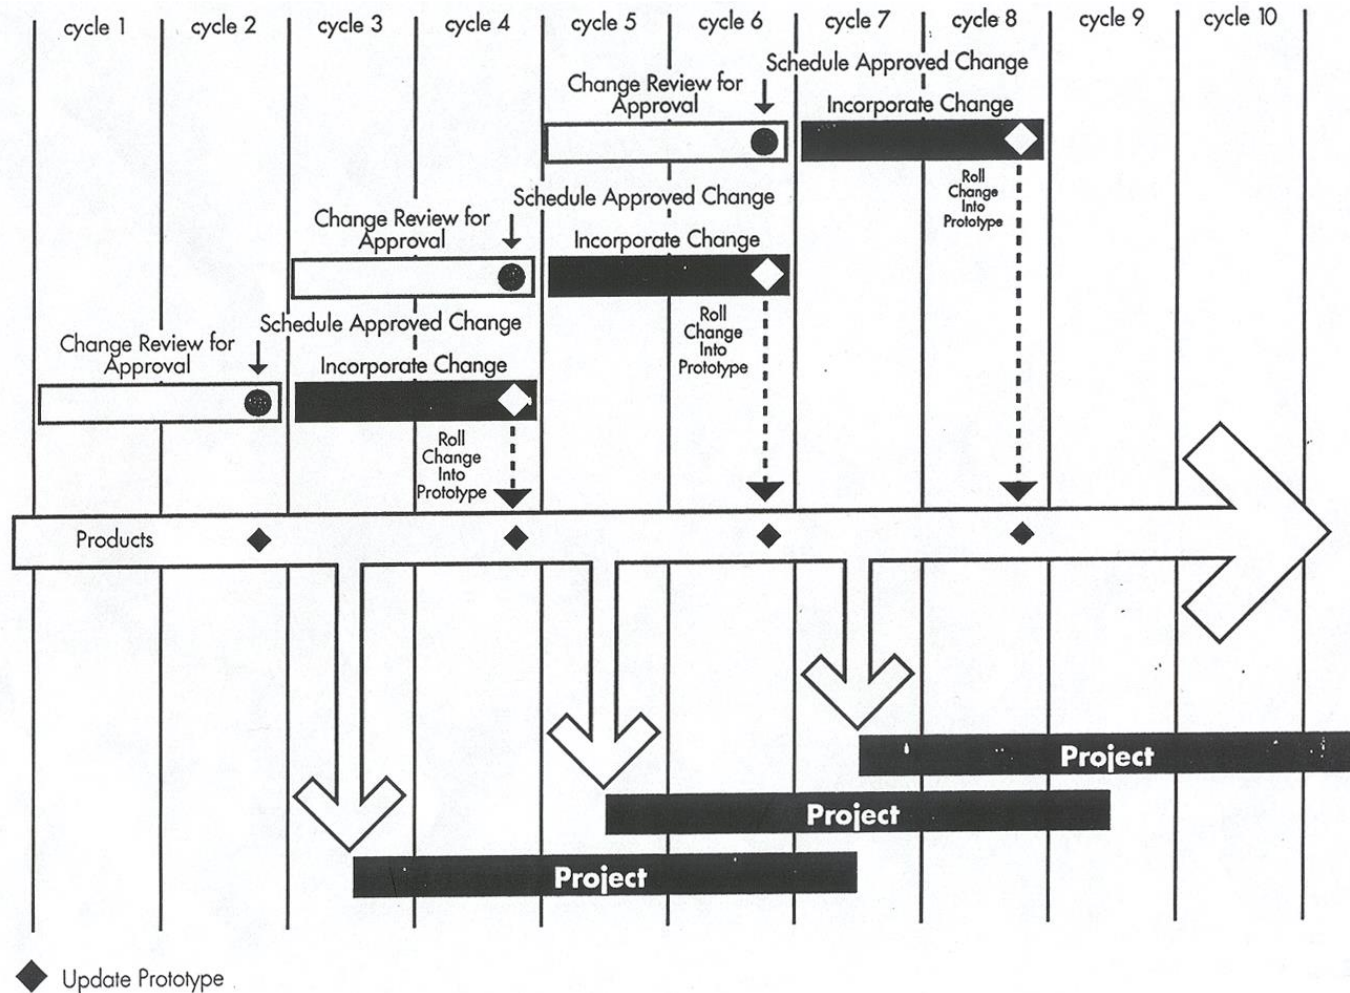 cycle 1 cycle 2 cycle 3 cycle 4 cycle 5 cycle 6 cycle 7 cycle 8 cycle 9 cycle 10
Schedule Approved Change
Change Review for
Approval
Incorporate Change
Roll
Change
Into
Prototype
Schedule Approved Change
Change Review for
Approval
Incorporate Change
Roll
Change
Into
Prototype
Schedule Approved Change
Change Review for
Approval
Incorporate Change
Roll
Change
Into
Prototype
Products
Project
Project
Project
Update Prototype